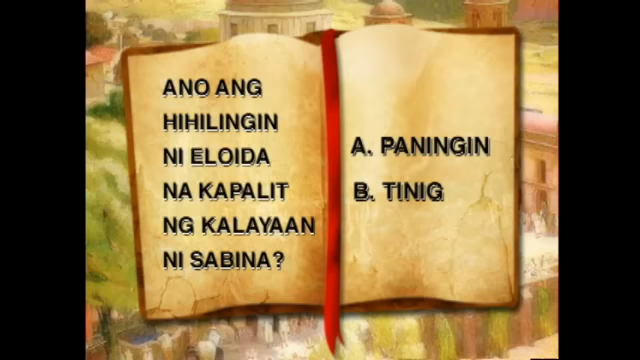 ANO ANG
HIHILINGIN
NI ELOIDA
NA KAPALIT
NG KALAYAAN
NI SABINA?
A. PANINGIN
B. TINIG